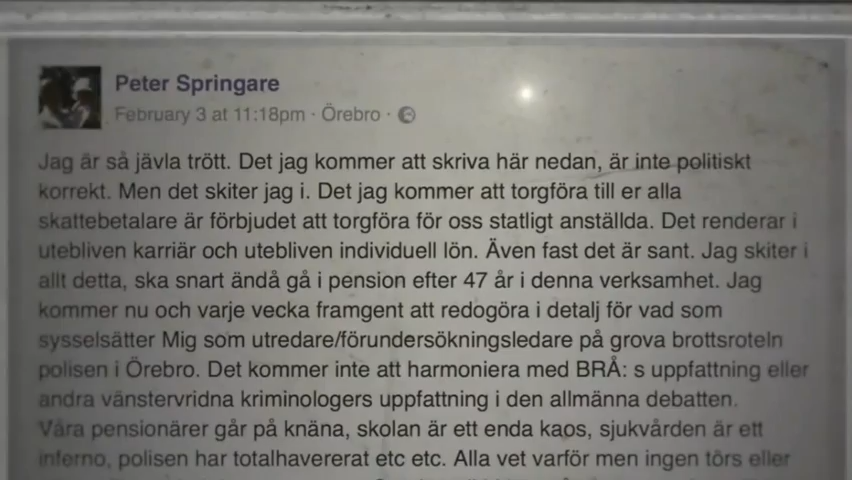 Peter Springare
February 3 at 11:18pm · Örebro ·
Jag är så jävla trött. Det jag kommer att skriva här nedan, är inte politiskt
korrekt. Men det skiter jag i. Det jag kommer att torgföra till er alla
skattebetalare är förbjudet att torgföra för oss statligt anställda. Det renderar i
utebliven karriär och utebliven individuell lön. Även fast det är sant. Jag skiter i
allt detta, ska snart ändå gå i pension efter 47 år i denna verksamhet. Jag
kommer nu och varje vecka framgent att redogöra i detalj för vad som
sysselsätter Mig som utredare/förundersökningsledare på grova brottsroteln
polisen i Örebro. Det kommer inte att harmoniera med BRÅ: s uppfattning eller
andra vänstervridna kriminologers uppfattning i den allmänna debatten.
Våra pensionärer går på knäna, skolan är ett enda kaos, sjukvården är ett
inferno, polisen har totalhavererat etc etc. Alla vet varför men ingen törs eller